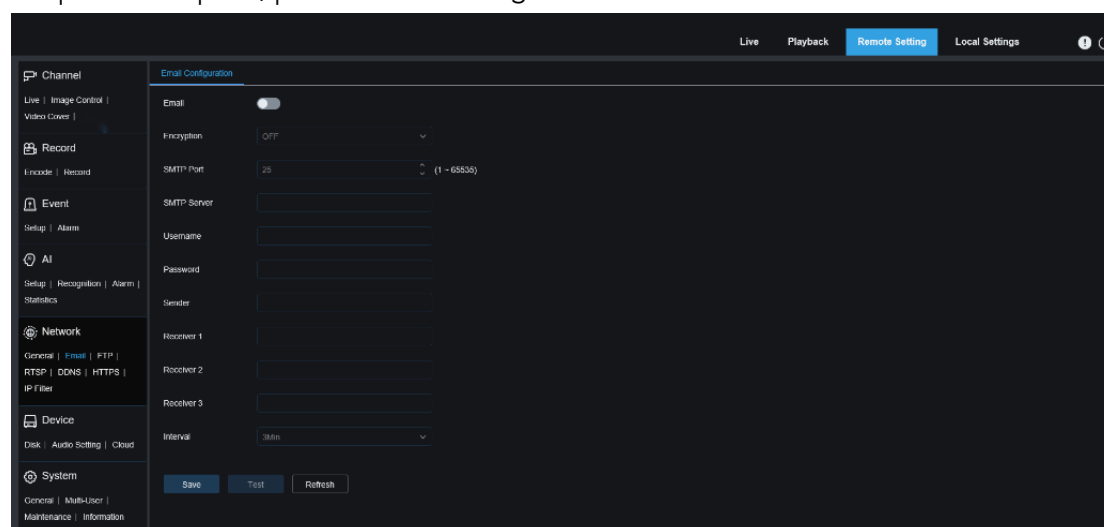 Live Playback Remote Setting Local Settings
Channel
Live | Image Control |
Video Cover |
Record
Encode | Record
Event
Setup | Alarm
AI
Setup | Recognition | Alarm |
Statistics
Network
General | Email | FTP |
RTSP | DDNS | HTTPS |
IP Filter
Device
Disk | Audio Setting | Cloud
System
General | Multi-User |
Maintenance | Information
Email Configuration
Email
Encryption OFF
SMTP Port 25 (1 ~ 65535)
SMTP Server
Username
Password
Sender
Receiver 1
Receiver 2
Receiver 3
Interval 3Min
Save Test Refresh